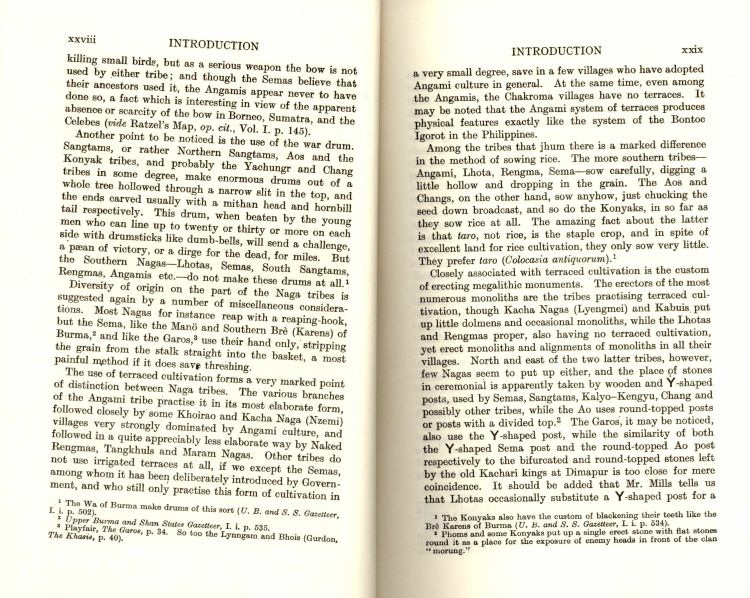 xxviii INTRODUCTION
killing small birds, but as a serious weapon the bow is not
used by either tribe; and though the Semas believe that
their ancestors used it, the Angamis appear never to have
done so, a fact which is interesting in view of the apparent
absence or scarcity of the bow in Borneo, Sumatra, and the
Celebes (vide Ratzel's Map, op. cit., Vol. I. p. 145).
Another point to be noticed is the use of the war drum.
Sangtams, or rather Northern Sangtams, Aos and the
Konyak tribes, and probably the Yachungr and Chang
tribes in some degree, make enormous drums out of a
whole tree hollowed through a narrow slit in the top, and
the ends carved usually with a mithan head and hornbill
tail respectively. This drum, when beaten by the young
men who can line up to twenty or thirty or more on each
side with drumsticks like dumb-bells, will send a challenge,
a pæan of victory, or a dirge for the dead, for miles. But
the Southern Nagas—Lhotas, Semas, South Sangtams,
Rengmas, Angamis etc.—do not make these drums at all.¹
Diversity of origin on the part of the Naga tribes is
suggested again by a number of miscellaneous considera-
tions. Most Nagas for instance reap with a reaping-hook,
but the Sema, like the Manö and Southern Brè (Karens) of
Burma,² and like the Garos,³ use their hand only, stripping
the grain from the stalk straight into the basket, a most
painful method if it does save threshing.
The use of terraced cultivation forms a very marked point
of distinction between Naga tribes. The various branches
of the Angami tribe practise it in its most elaborate form,
followed closely by some Khoirao and Kacha Naga (Nzemi)
villages very strongly dominated by Angami culture, and
followed in a quite appreciably less elaborate way by Naked
Rengmas, Tangkhuls and Maram Nagas. Other tribes do
not use irrigated terraces at all, if we except the Semas,
among whom it has been deliberately introduced by Govern-
ment, and who still only practise this form of cultivation in
¹ The Wa of Burma make drums of this sort (U. B. and S. S. Gazetteer,
I. i. p. 502).
² Upper Burma and Shan States Gazetteer, I. i. p. 535.
³ Playfair, The Garos, p. 34. So too the Lynngam and Bhois (Gurdon,
The Khasis, p. 40).
INTRODUCTION xxix
a very small degree, save in a few villages who have adopted
Angami culture in general. At the same time, even among
the Angamis, the Chakroma villages have no terraces. It
may be noted that the Angami system of terraces produces
physical features exactly like the system of the Bontoc
Igorot in the Philippines.
Among the tribes that jhum there is a marked difference
in the method of sowing rice. The more southern tribes—
Angami, Lhota, Rengma, Sema—sow carefully, digging a
little hollow and dropping in the grain. The Aos and
Changs, on the other hand, sow anyhow, just chucking the
seed down broadcast, and so do the Konyaks, in so far as
they sow rice at all. The amazing fact about the latter
is that taro, not rice, is the staple crop, and in spite of
excellent land for rice cultivation, they only sow very little.
They prefer taro (Colocasia antiquorum).¹
Closely associated with terraced cultivation is the custom
of erecting megalithic monuments. The erectors of the most
numerous monoliths are the tribes practising terraced cul-
tivation, though Kacha Nagas (Lyengmei) and Kabuis put
up little dolmens and occasional monoliths, while the Lhotas
and Rengmas proper, also having no terraced cultivation,
yet erect monoliths and alignments of monoliths in all their
villages. North and east of the two latter tribes, however,
few Nagas seem to put up either, and the place of stones
in ceremonial is apparently taken by wooden and Y-shaped
posts, used by Semas, Sangtams, Kalyo-Kengyu, Chang and
possibly other tribes, while the Ao uses round-topped posts
or posts with a divided top.² The Garos, it may be noticed,
also use the Y-shaped post, while the similarity of both
the Y-shaped Sema post and the round-topped Ao post
respectively to the bifurcated and round-topped stones left
by the old Kachari kings at Dimapur is too close for mere
coincidence. It should be added that Mr. Mills tells us
that Lhotas occasionally substitute a Y-shaped post for a
¹ The Konyaks also have the custom of blackening their teeth like the
Brè Karens of Burma (U. B. and S. S. Gazetteer, I. i. p. 534).
² Phoms and some Konyaks put up a single erect stone with flat stones
round it as a place for the exposure of enemy heads in front of the clan
"morung."